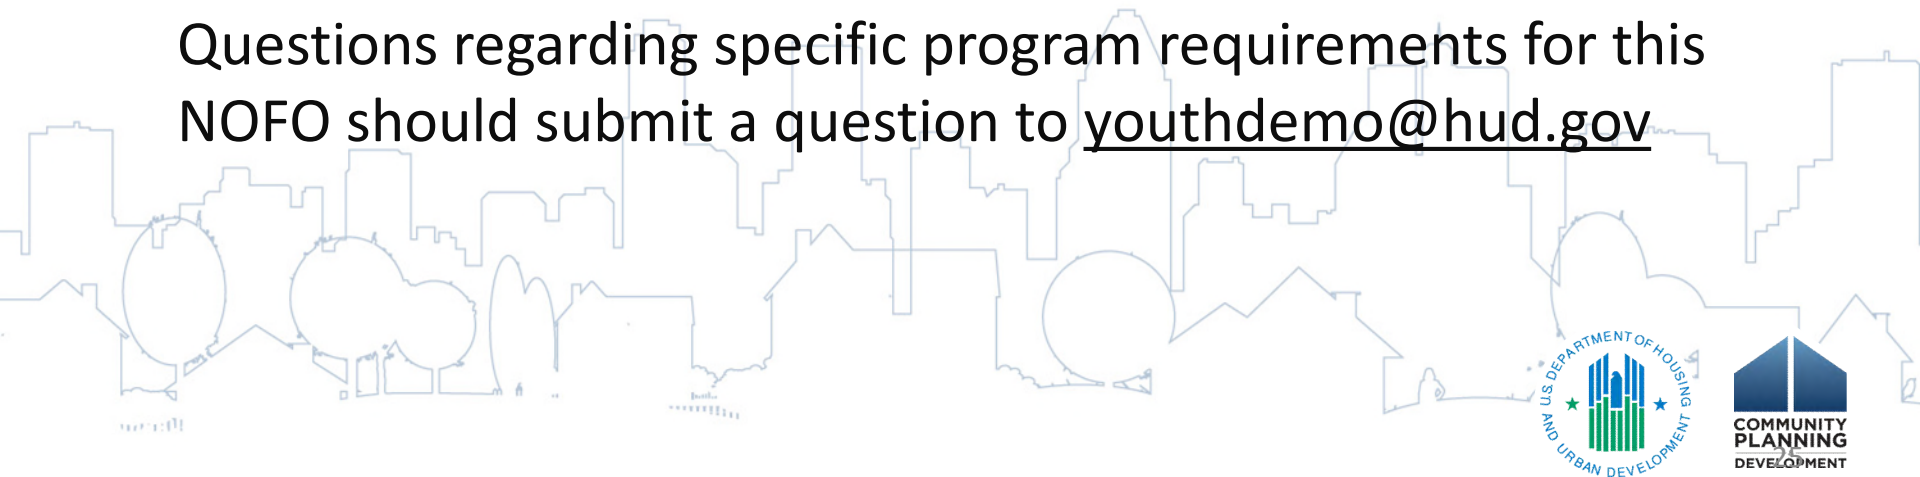 Questions regarding specific program requirements for this
NOFO should submit a question to youthdemo@hud.gov
U.S. DEPARTMENT OF HOUSING
AND URBAN DEVELOPMENT
COMMUNITY
PLANNING
DEVELOPMENT
25